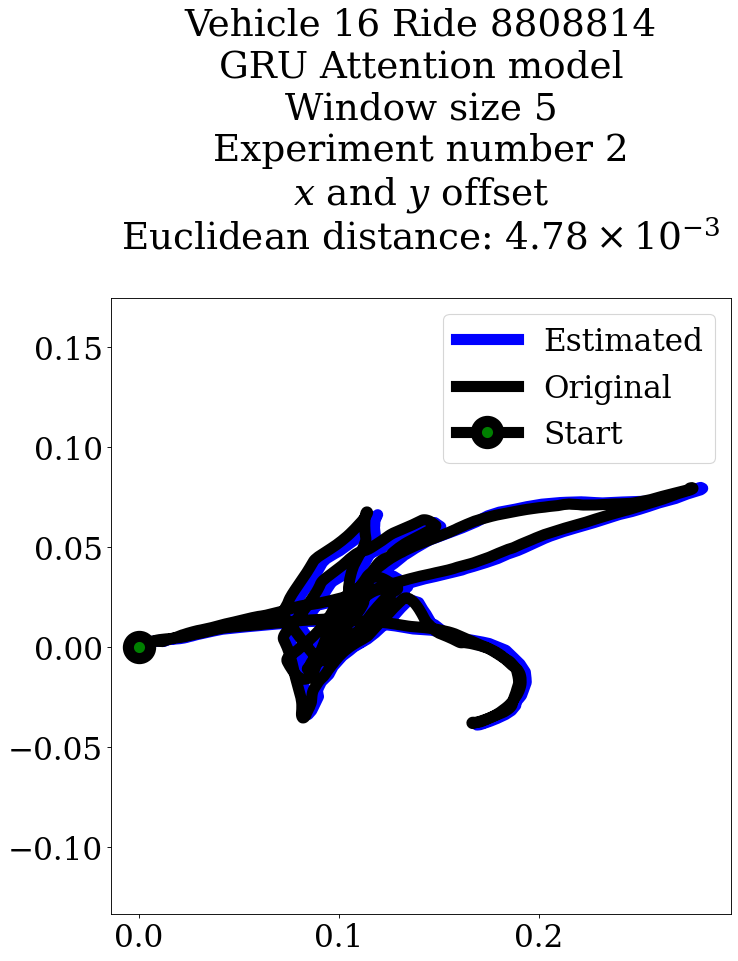 Vehicle 16 Ride 8808814
GRU Attention model
Window size 5
Experiment number 2
x and y offset
Euclidean distance: 4.78 × 10⁻³
Estimated
Original
Start
0.15
0.10
0.05
0.00
−0.05
−0.10
0.0 0.1 0.2